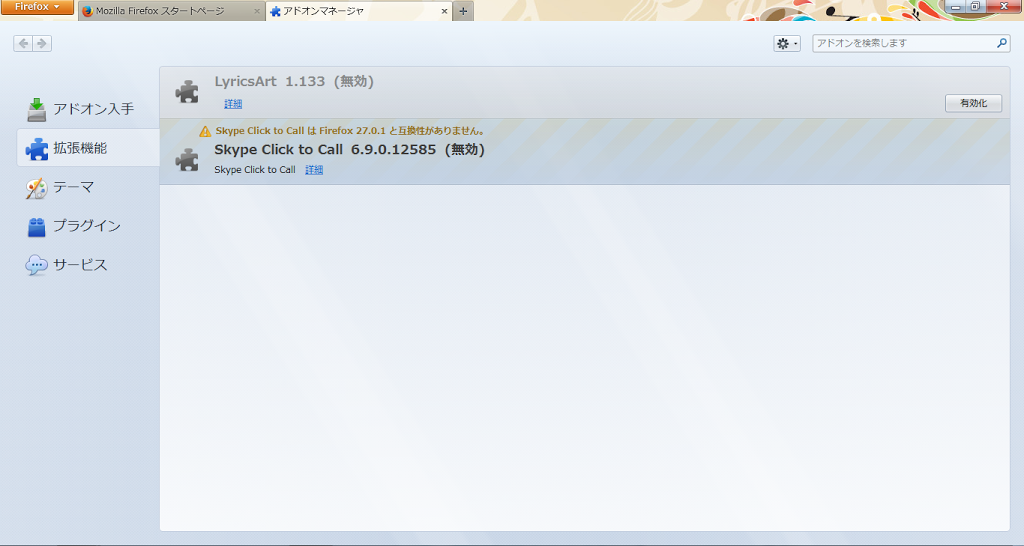 Firefox
Mozilla Firefox スタートページ
アドオンマネージャ
アドオンを検索します
アドオン入手
拡張機能
テーマ
プラグイン
サービス
LyricsArt 1.133 (無効)
詳細
有効化
Skype Click to Call は Firefox 27.0.1 と互換性がありません。
Skype Click to Call 6.9.0.12585 (無効)
Skype Click to Call 詳細